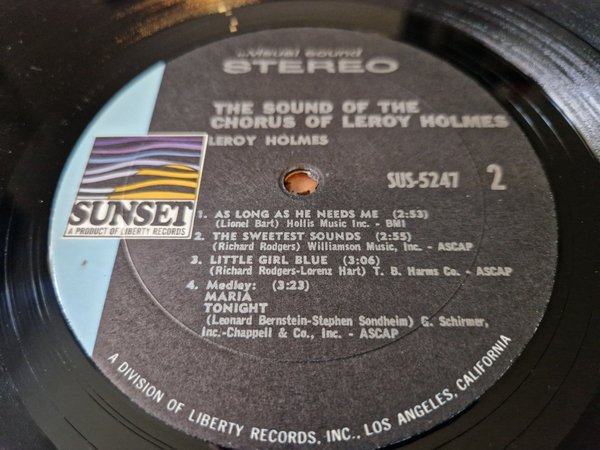 Visual Sound
STEREO
THE SOUND OF THE
CHORUS OF LEROY HOLMES
LEROY HOLMES
SUS-5247 2
SUNSET
A PRODUCT OF LIBERTY RECORDS
1. AS LONG AS HE NEEDS ME (2:53)
(Lionel Bart) Hollis Music Inc. - BMI
2. THE SWEETEST SOUNDS (2:55)
(Richard Rodgers) Williamson Music, Inc. - ASCAP
3. LITTLE GIRL BLUE (3:06)
(Richard Rodgers-Lorenz Hart) T. B. Harms Co. - ASCAP
4. Medley: (3:23)
MARIA
TONIGHT
(Leonard Bernstein-Stephen Sondheim) G. Schirmer,
Inc.-Chappell & Co., Inc. - ASCAP
A DIVISION OF LIBERTY RECORDS, INC., LOS ANGELES, CALIFORNIA